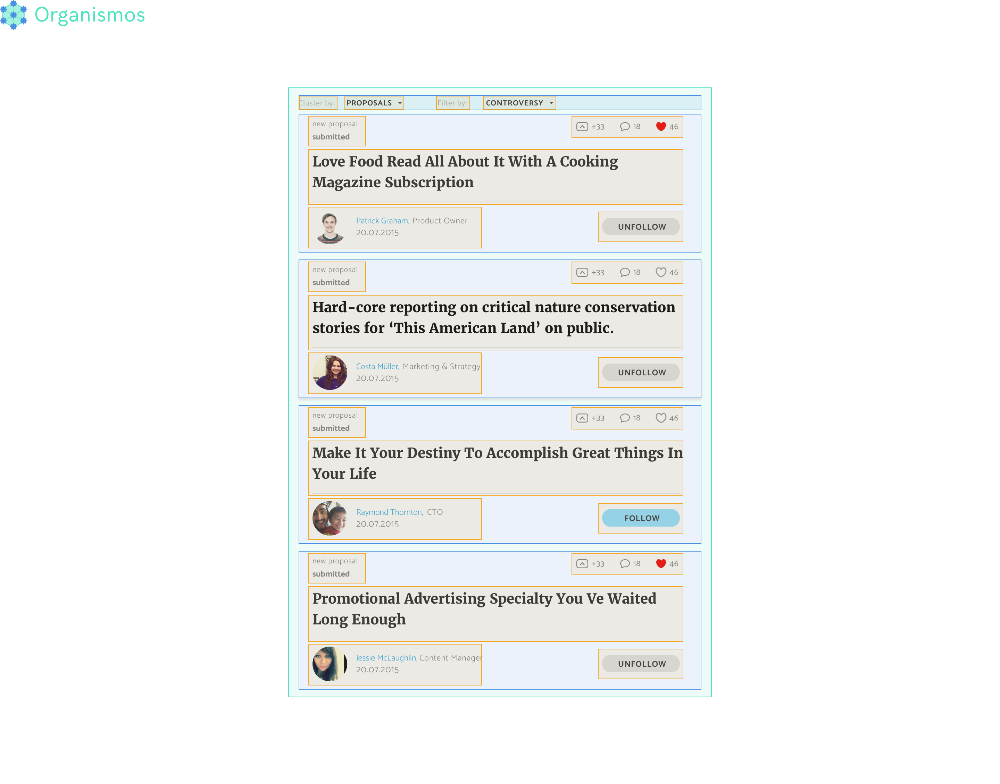 Organismos
Cluster by: PROPOSALS Filter by: CONTROVERSY
new proposal
submitted
+33 18 46
Love Food Read All About It With A Cooking
Magazine Subscription
Patrick Graham, Product Owner
20.07.2015
UNFOLLOW
new proposal
submitted
+33 18 46
Hard-core reporting on critical nature conservation
stories for ‘This American Land’ on public.
Costa Müller, Marketing & Strategy
20.07.2015
UNFOLLOW
new proposal
submitted
+33 18 46
Make It Your Destiny To Accomplish Great Things In
Your Life
Raymond Thornton, CTO
20.07.2015
FOLLOW
new proposal
submitted
+33 18 46
Promotional Advertising Specialty You Ve Waited
Long Enough
Jessie McLaughlin, Content Manager
20.07.2015
UNFOLLOW